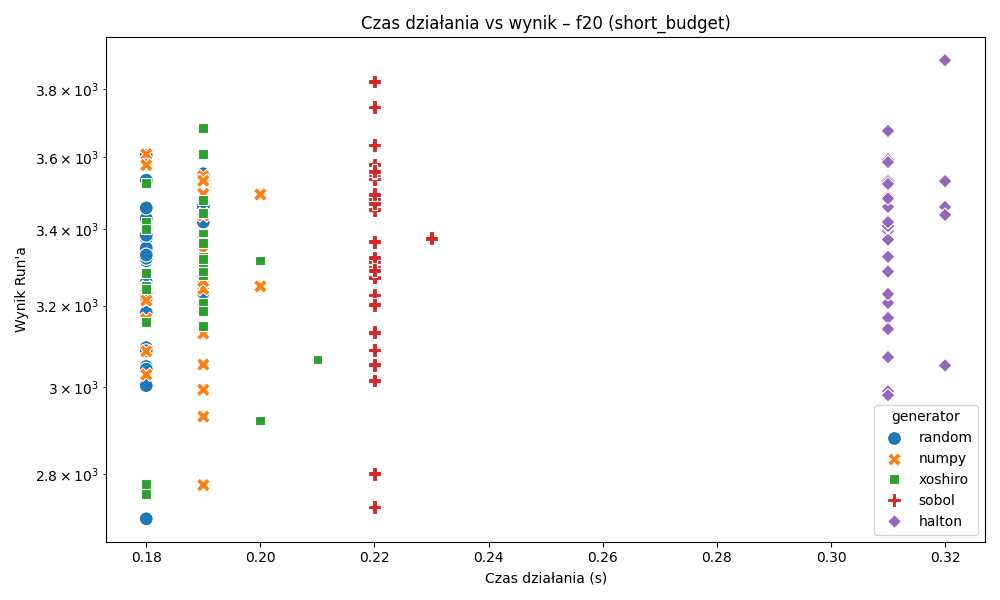 Czas działania vs wynik – f20 (short_budget)
Wynik Run'a
3.8 × 10³
3.6 × 10³
3.4 × 10³
3.2 × 10³
3 × 10³
2.8 × 10³
generator
random
numpy
xoshiro
sobol
halton
0.18 0.20 0.22 0.24 0.26 0.28 0.30 0.32
Czas działania (s)